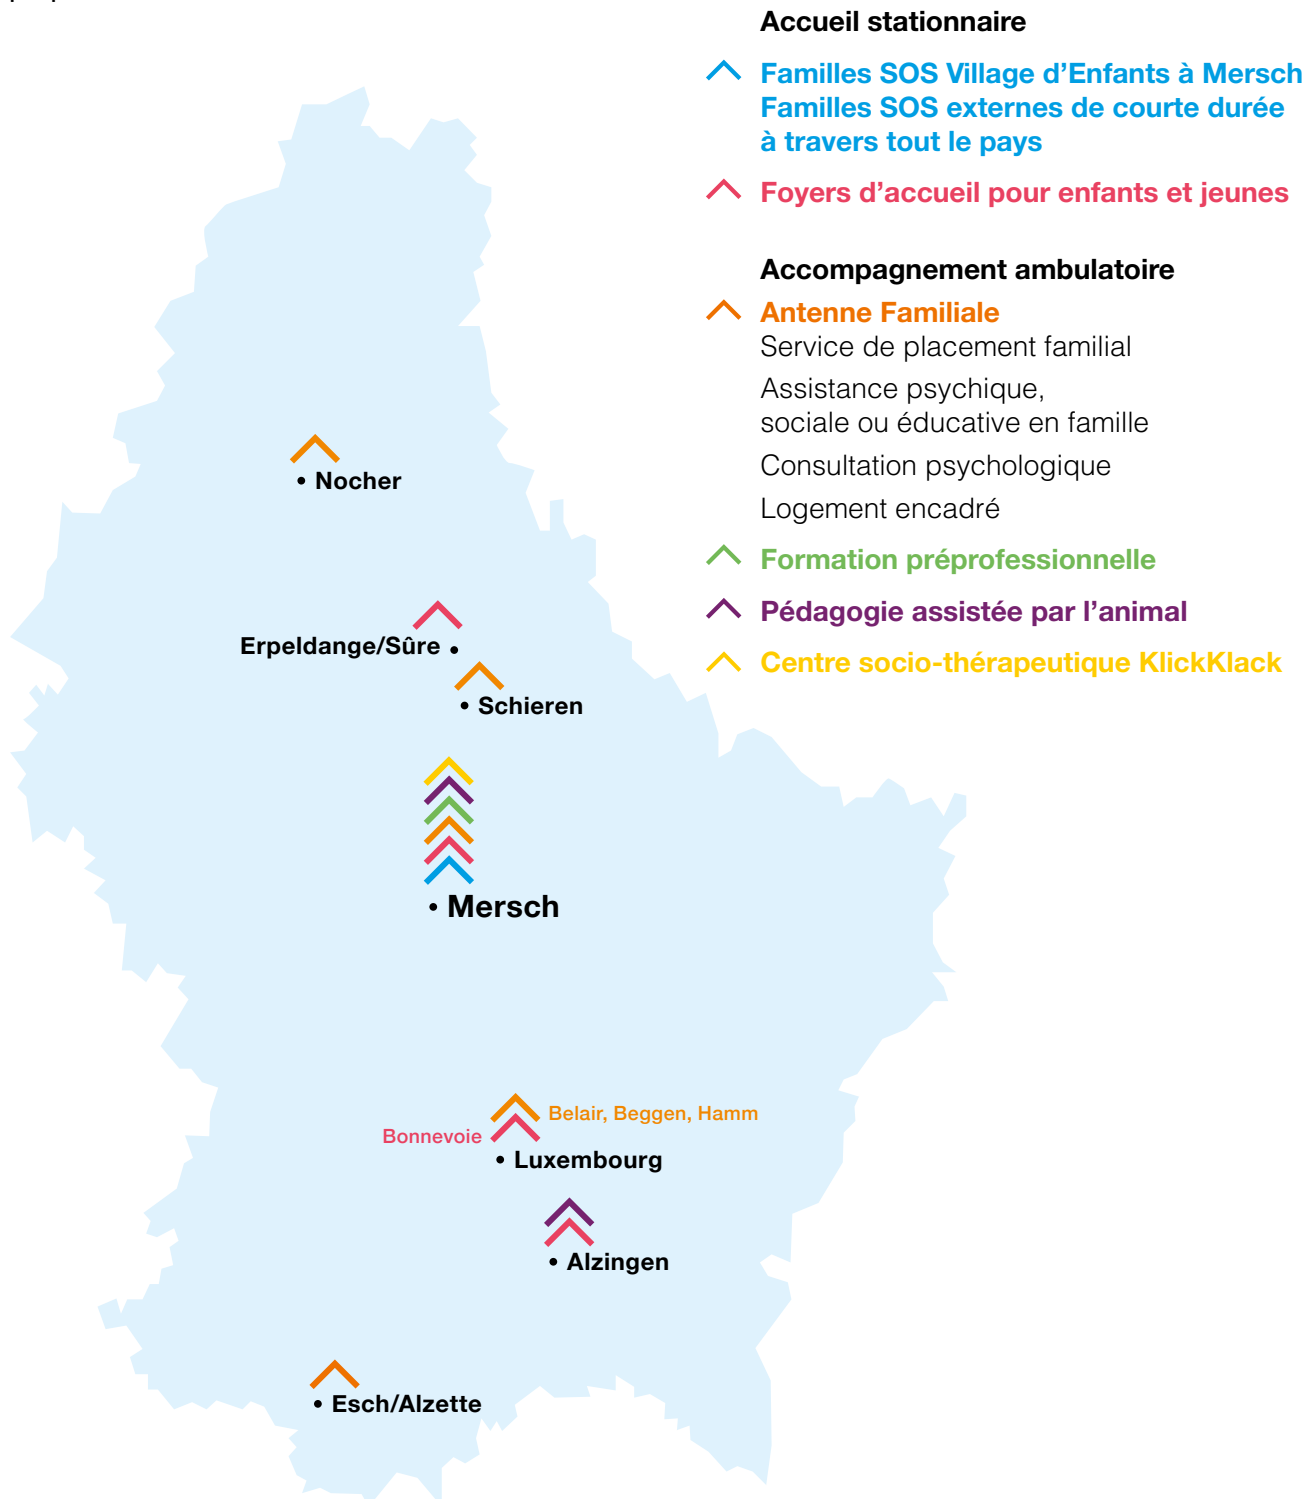 Accueil stationnaire
Familles SOS Village d’Enfants à Mersch
Familles SOS externes de courte durée
à travers tout le pays
Foyers d’accueil pour enfants et jeunes
Accompagnement ambulatoire
Antenne Familiale
Service de placement familial
Assistance psychique,
sociale ou éducative en famille
Consultation psychologique
Logement encadré
Formation préprofessionnelle
Pédagogie assistée par l’animal
Centre socio-thérapeutique KlickKlack
• Nocher
Erpeldange/Sûre •
• Schieren
• Mersch
Belair, Beggen, Hamm
Bonnevoie
• Luxembourg
• Alzingen
• Esch/Alzette